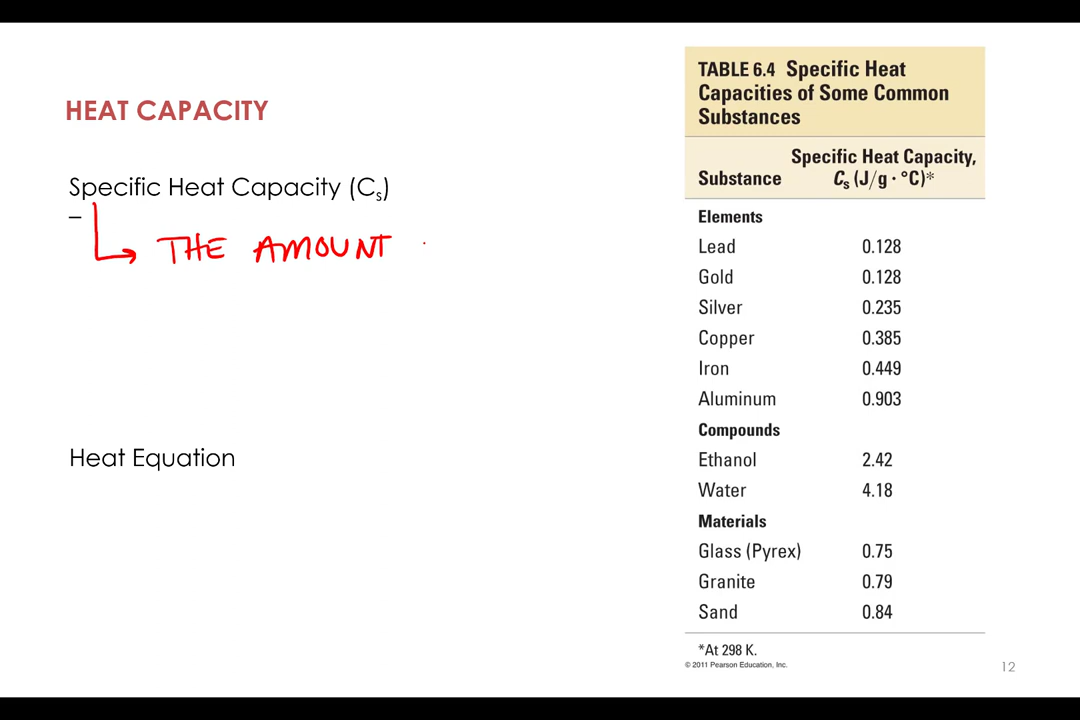 HEAT CAPACITY
Specific Heat Capacity (Cs)
–
THE AMOUNT
Heat Equation
TABLE 6.4 Specific Heat
Capacities of Some Common
Substances
Specific Heat Capacity,
Substance Cs (J/g · °C)*
Elements
Lead 0.128
Gold 0.128
Silver 0.235
Copper 0.385
Iron 0.449
Aluminum 0.903
Compounds
Ethanol 2.42
Water 4.18
Materials
Glass (Pyrex) 0.75
Granite 0.79
Sand 0.84
*At 298 K.
© 2011 Pearson Education, Inc.
12